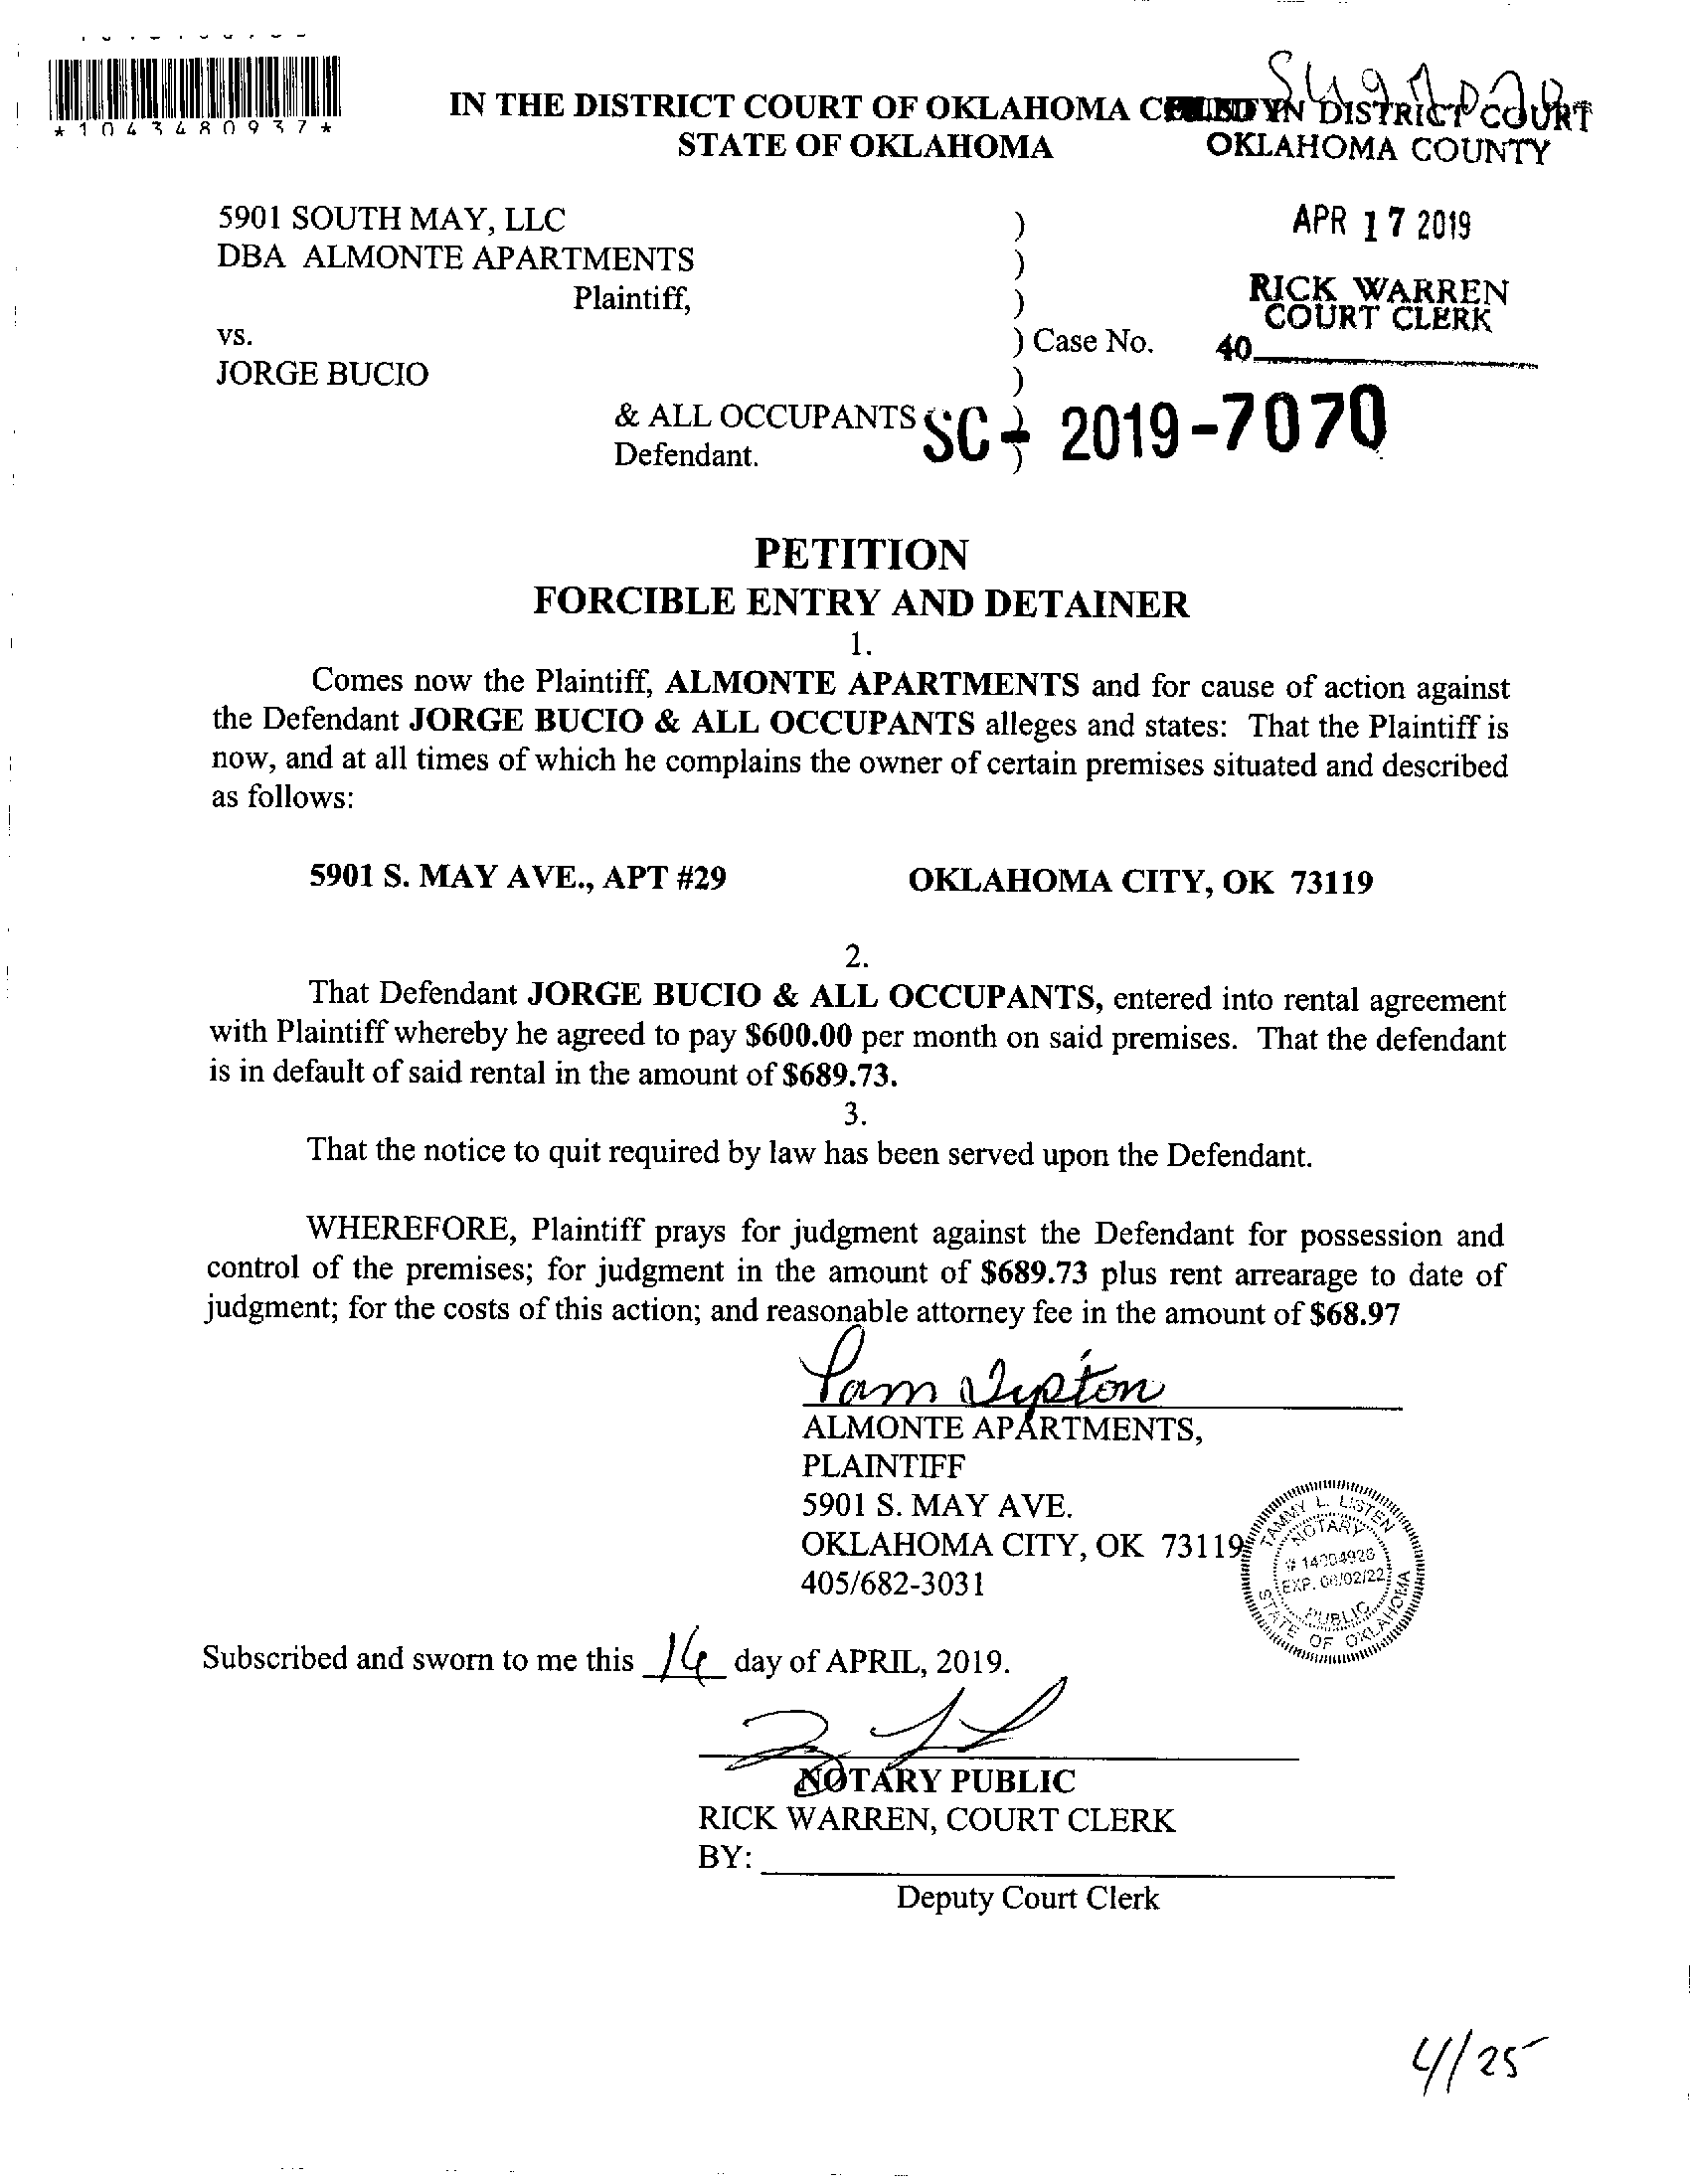 *1043480937*
IN THE DISTRICT COURT OF OKLAHOMA
STATE OF OKLAHOMA
FILED IN DISTRICT COURT
OKLAHOMA COUNTY
APR 17 2019
RICK WARREN
COURT CLERK
40
5901 SOUTH MAY, LLC )
DBA ALMONTE APARTMENTS )
Plaintiff, )
vs. ) Case No.
JORGE BUCIO )
& ALL OCCUPANTS )
Defendant. )
SC - 2019-7070
PETITION
FORCIBLE ENTRY AND DETAINER
1.
Comes now the Plaintiff, ALMONTE APARTMENTS and for cause of action against
the Defendant JORGE BUCIO & ALL OCCUPANTS alleges and states: That the Plaintiff is
now, and at all times of which he complains the owner of certain premises situated and described
as follows:
5901 S. MAY AVE., APT #29 OKLAHOMA CITY, OK 73119
2.
That Defendant JORGE BUCIO & ALL OCCUPANTS, entered into rental agreement
with Plaintiff whereby he agreed to pay $600.00 per month on said premises. That the defendant
is in default of said rental in the amount of $689.73.
3.
That the notice to quit required by law has been served upon the Defendant.
WHEREFORE, Plaintiff prays for judgment against the Defendant for possession and
control of the premises; for judgment in the amount of $689.73 plus rent arrearage to date of
judgment; for the costs of this action; and reasonable attorney fee in the amount of $68.97
Pam Tipton
ALMONTE APARTMENTS,
PLAINTIFF
5901 S. MAY AVE.
OKLAHOMA CITY, OK 73119
405/682-3031
TAMMY L. LISTEN
NOTARY
EXP. 08/02/22
PUBLIC
STATE OF OKLAHOMA
Subscribed and sworn to me this 16 day of APRIL, 2019.
NOTARY PUBLIC
RICK WARREN, COURT CLERK
BY:
Deputy Court Clerk
4/25